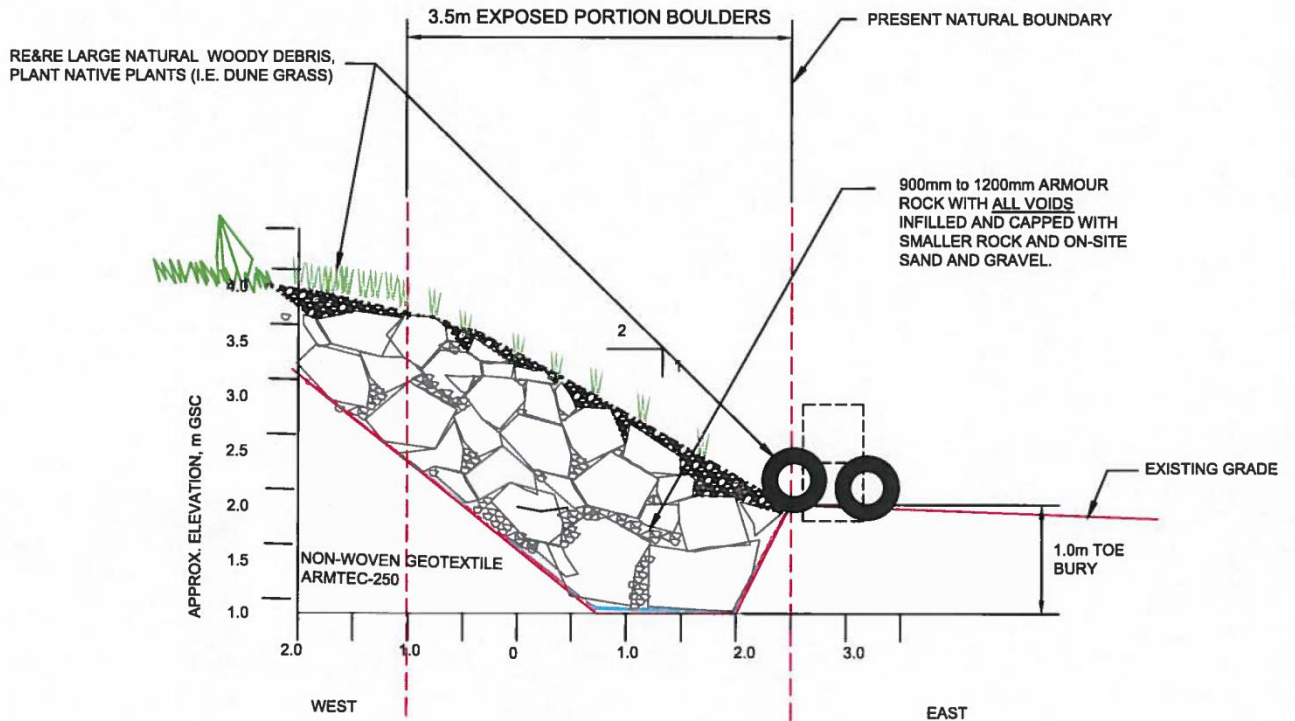 3.5m EXPOSED PORTION BOULDERS
PRESENT NATURAL BOUNDARY
RE&RE LARGE NATURAL WOODY DEBRIS,
PLANT NATIVE PLANTS (I.E. DUNE GRASS)
900mm to 1200mm ARMOUR
ROCK WITH ALL VOIDS
INFILLED AND CAPPED WITH
SMALLER ROCK AND ON-SITE
SAND AND GRAVEL.
2
1
4.0
3.5
3.0
2.5
2.0
1.5
1.0
APPROX. ELEVATION, m GSC
EXISTING GRADE
1.0m TOE
BURY
NON-WOVEN GEOTEXTILE
ARMTEC-250
2.0 1.0 0 1.0 2.0 3.0
WEST
EAST